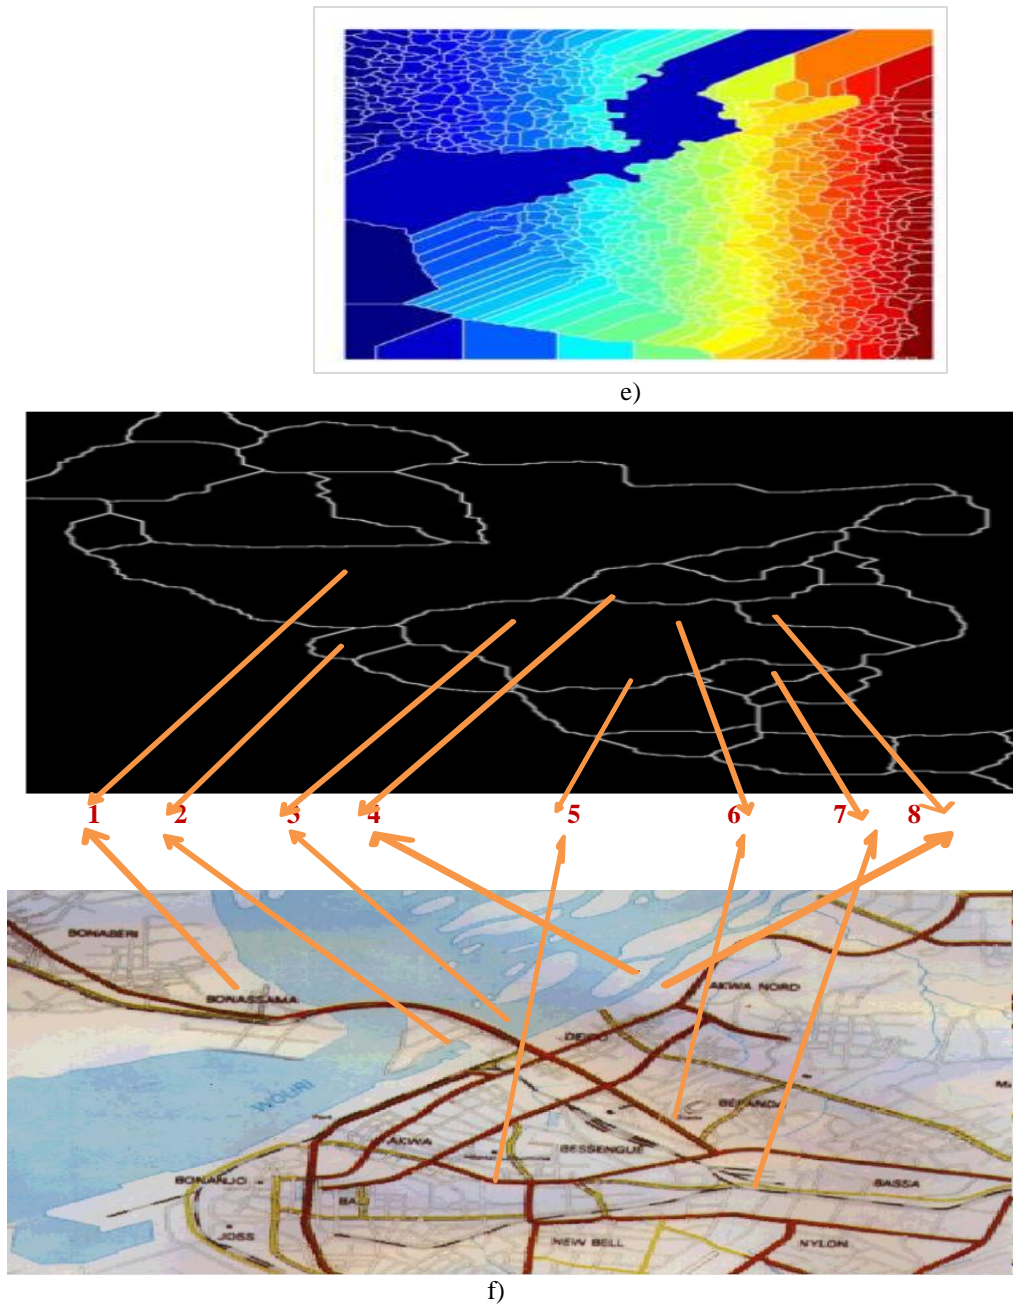 e)
1 2 3 4 5 6 7 8
BONABERI
BONASSAMA
AKWA NORD
DEIDO
WOURI
BEPANDA
AKWA
BESSENGUE
BONANJO
BALI
BASSA
JOSS
NEW BELL
NYLON
f)